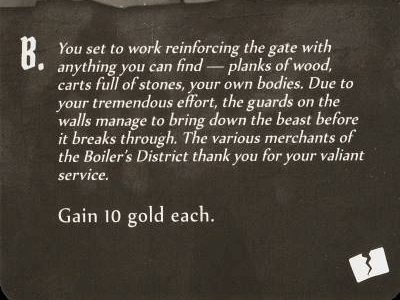 B. You set to work reinforcing the gate with
anything you can find — planks of wood,
carts full of stones, your own bodies. Due to
your tremendous effort, the guards on the
walls manage to bring down the beast before
it breaks through. The various merchants of
the Boiler's District thank you for your valiant
service.
Gain 10 gold each.